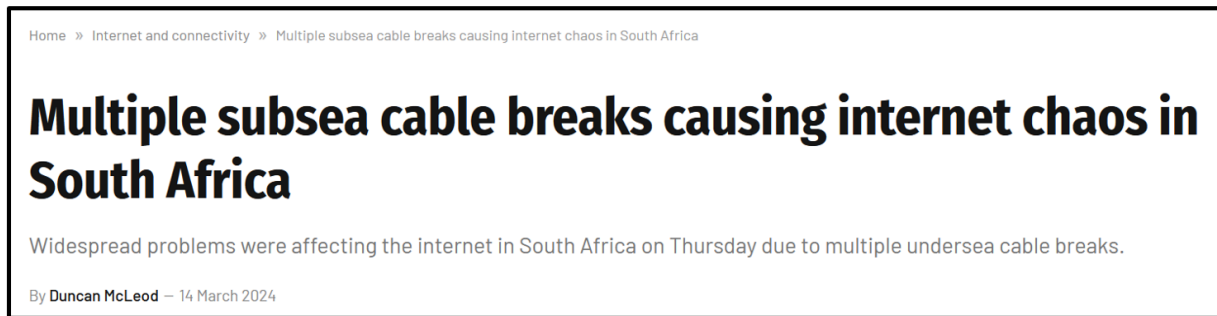 Home » Internet and connectivity » Multiple subsea cable breaks causing internet chaos in South Africa
Multiple subsea cable breaks causing internet chaos in
South Africa
Widespread problems were affecting the internet in South Africa on Thursday due to multiple undersea cable breaks.
By Duncan McLeod — 14 March 2024